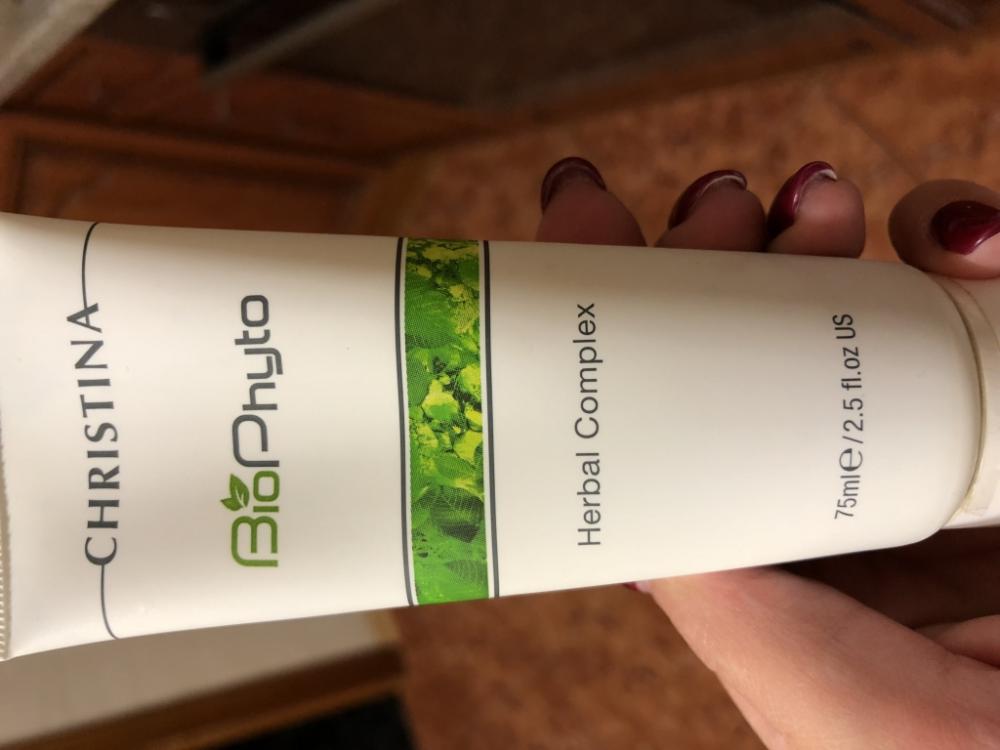 CHRISTINA
BioPhyto
Herbal Complex
75ml℮ / 2.5 fl.oz US